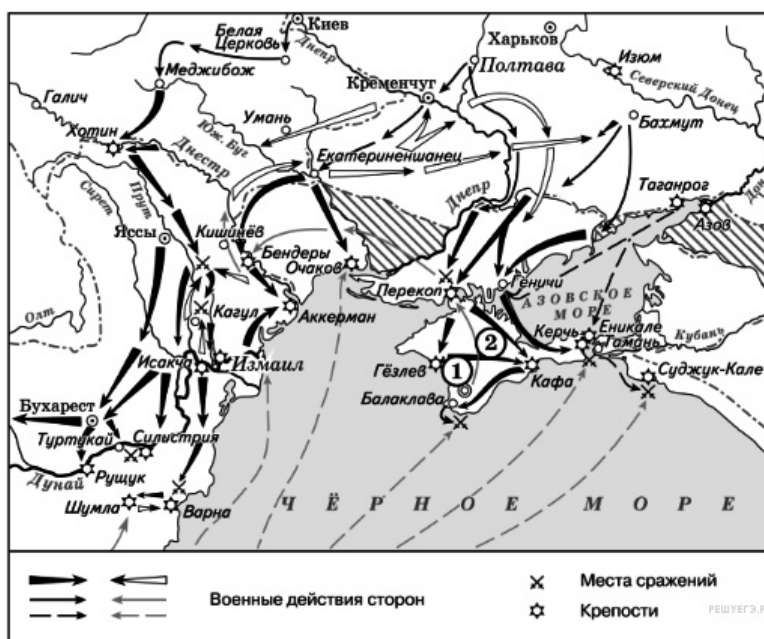 Киев
Белая
Церковь
Днепр
Харьков
Изюм
Полтава
Северский Донец
Меджибож
Кременчуг
Галич
Умань
Бахмут
Хотин
Юж. Буг
Днестр
Екатериненшанец
Днепр
Таганрог
Дон
Азов
Сирет
Прут
Яссы
Кишинёв
Бендеры
Очаков
Перекоп
Геничи
АЗОВСКОЕ
МОРЕ
Олт
Кагул
Аккерман
Керчь
Еникале
Тамань
Кубань
Исакча
Измаил
Гёзлев
1
2
Кафа
Суджук-Кале
Балаклава
Бухарест
Туртукай
Силистрия
Дунай
Рущук
Шумла
Варна
ЧЁРНОЕ МОРЕ
Военные действия сторон
Места сражений
Крепости
РЕШУЕГЭ.Р